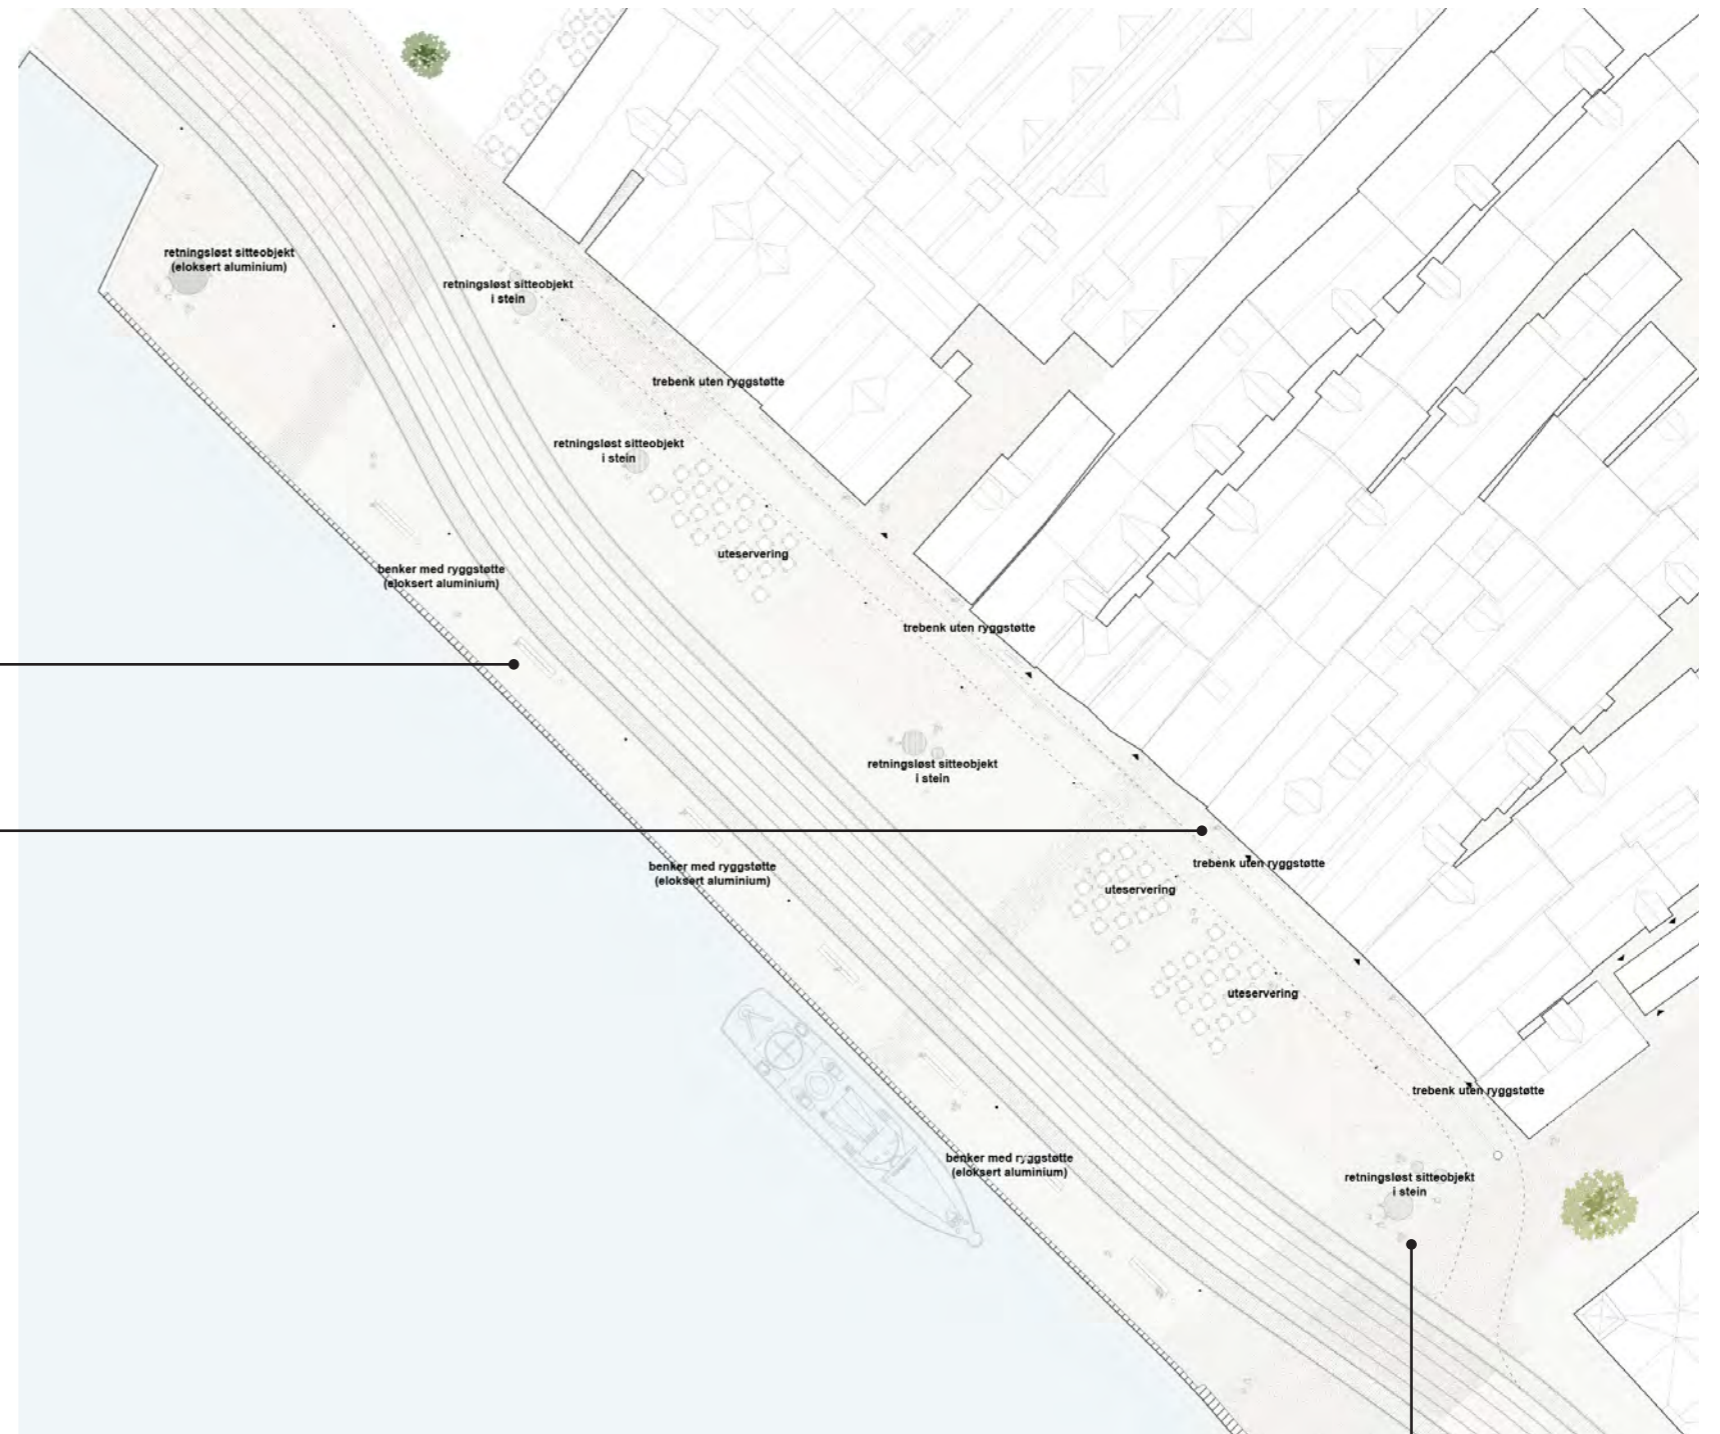 retningsløst sitteobjekt
(eloksert aluminium)
retningsløst sitteobjekt
i stein
trebenk uten ryggstøtte
retningsløst sitteobjekt
i stein
uteservering
benker med ryggstøtte
(eloksert aluminium)
trebenk uten ryggstøtte
retningsløst sitteobjekt
i stein
trebenk uten ryggstøtte
benker med ryggstøtte
(eloksert aluminium)
uteservering
uteservering
trebenk uten ryggstøtte
benker med ryggstøtte
(eloksert aluminium)
retningsløst sitteobjekt
i stein